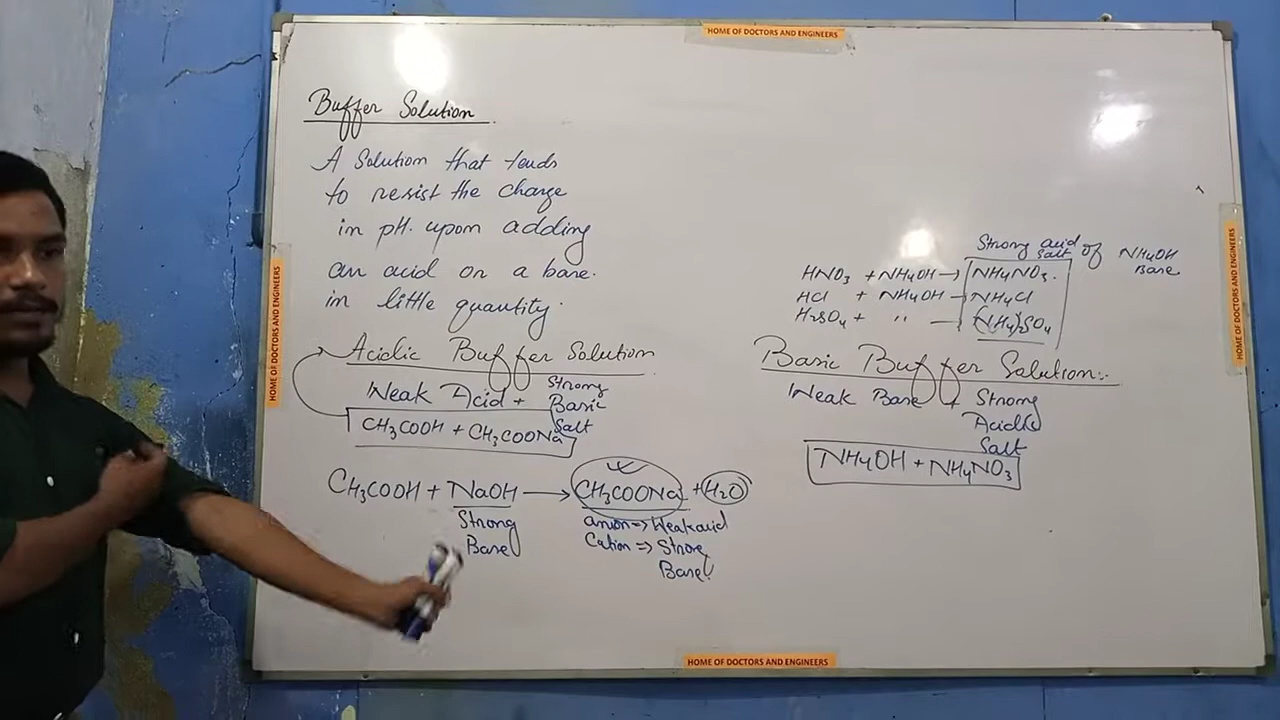 HOME OF DOCTORS AND ENGINEERS
Buffer Solution
A Solution that tends
to resist the change
in pH. upon adding
an acid or a base.
in little quantity.
Acidic Buffer Solution
Weak Acid + Strong Basic Salt
CH3COOH + CH3COONa
CH3COOH + NaOH → CH3COONa + H2O
Strong
Base
anion => Weak acid
Cation => Strong
Base
Strong acid salt of NH4OH
Base
HNO3 + NH4OH → NH4NO3.
HCl + NH4OH → NH4Cl
H2SO4 + " → (NH4)2SO4
Basic Buffer Solution:-
Weak Base + Strong
Acidic
Salt
NH4OH + NH4NO3
HOME OF DOCTORS AND ENGINEERS
HOME OF DOCTORS AND ENGINEERS
HOME OF DOCTORS AND ENGINEERS